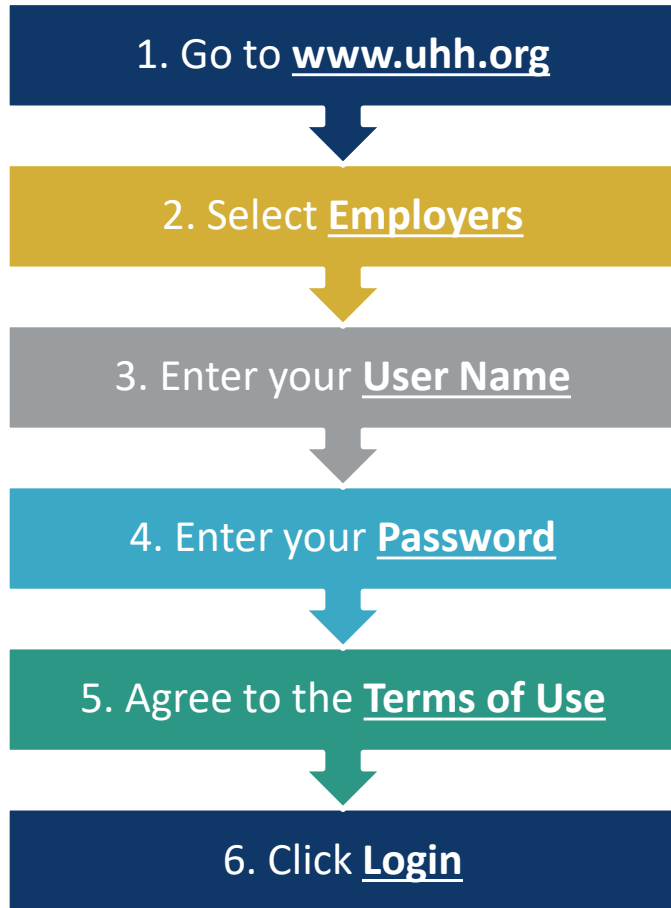 1. Go to www.uhh.org
2. Select Employers
3. Enter your User Name
4. Enter your Password
5. Agree to the Terms of Use
6. Click Login